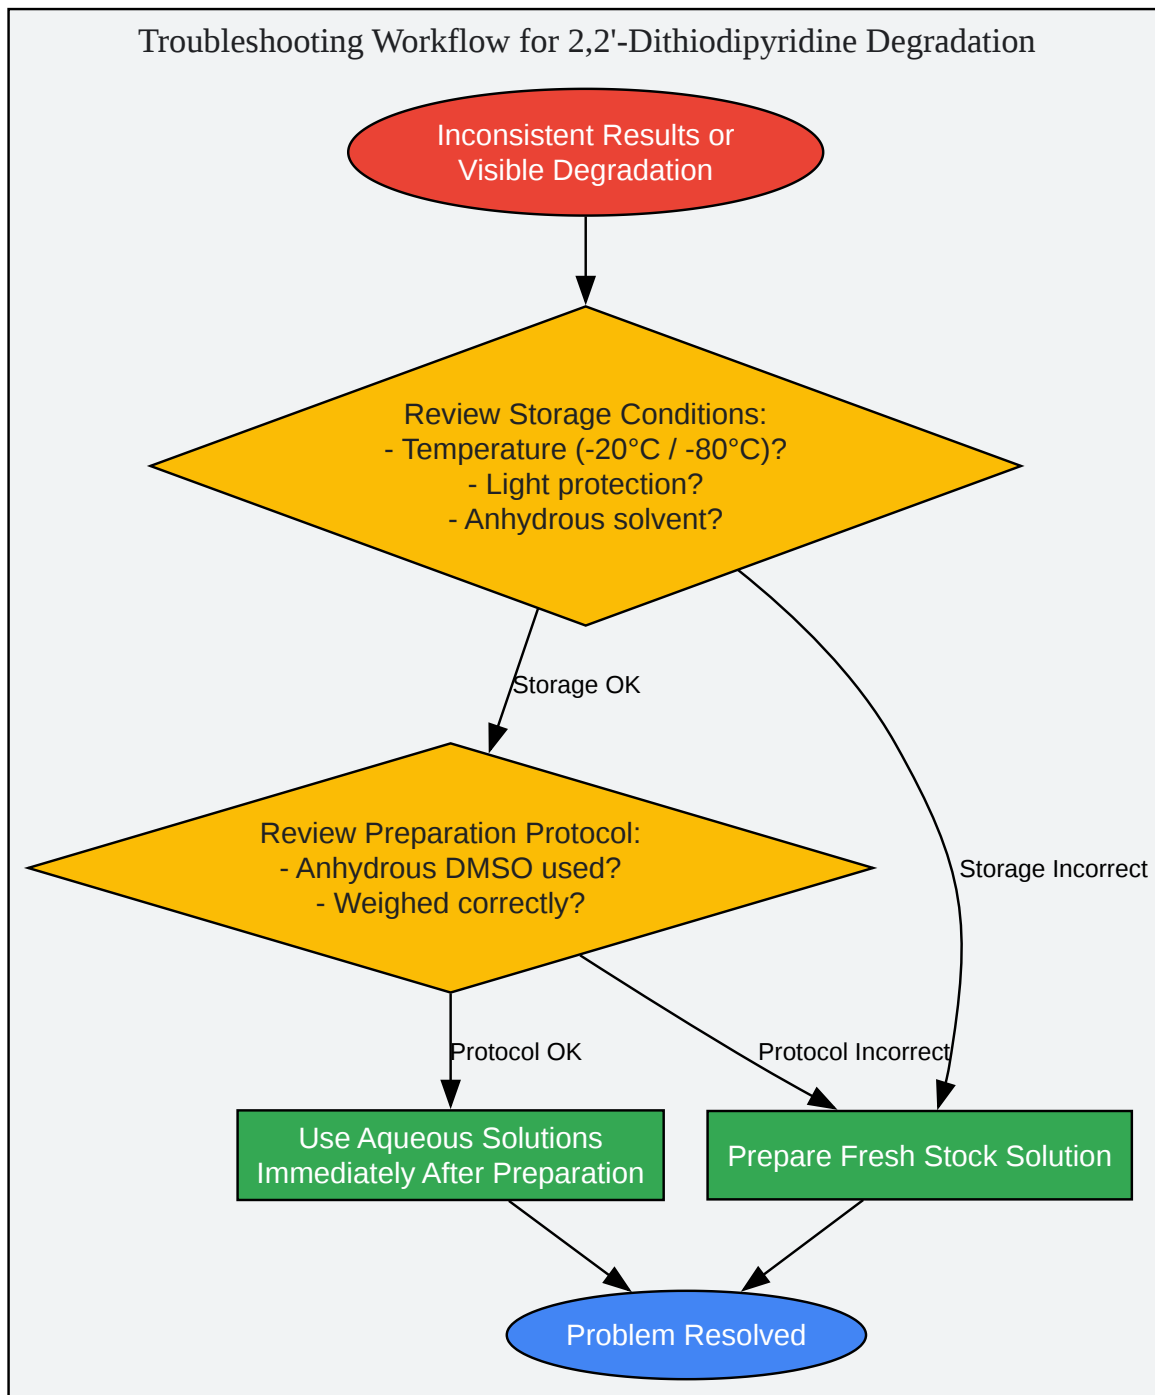 Troubleshooting Workflow for 2,2'-Dithiodipyridine Degradation
Inconsistent Results or
Visible Degradation
Review Storage Conditions:
- Temperature (-20°C / -80°C)?
- Light protection?
- Anhydrous solvent?
Storage OK
Review Preparation Protocol:
- Anhydrous DMSO used?
- Weighed correctly?
Storage Incorrect
Protocol OK
Protocol Incorrect
Use Aqueous Solutions
Immediately After Preparation
Prepare Fresh Stock Solution
Problem Resolved